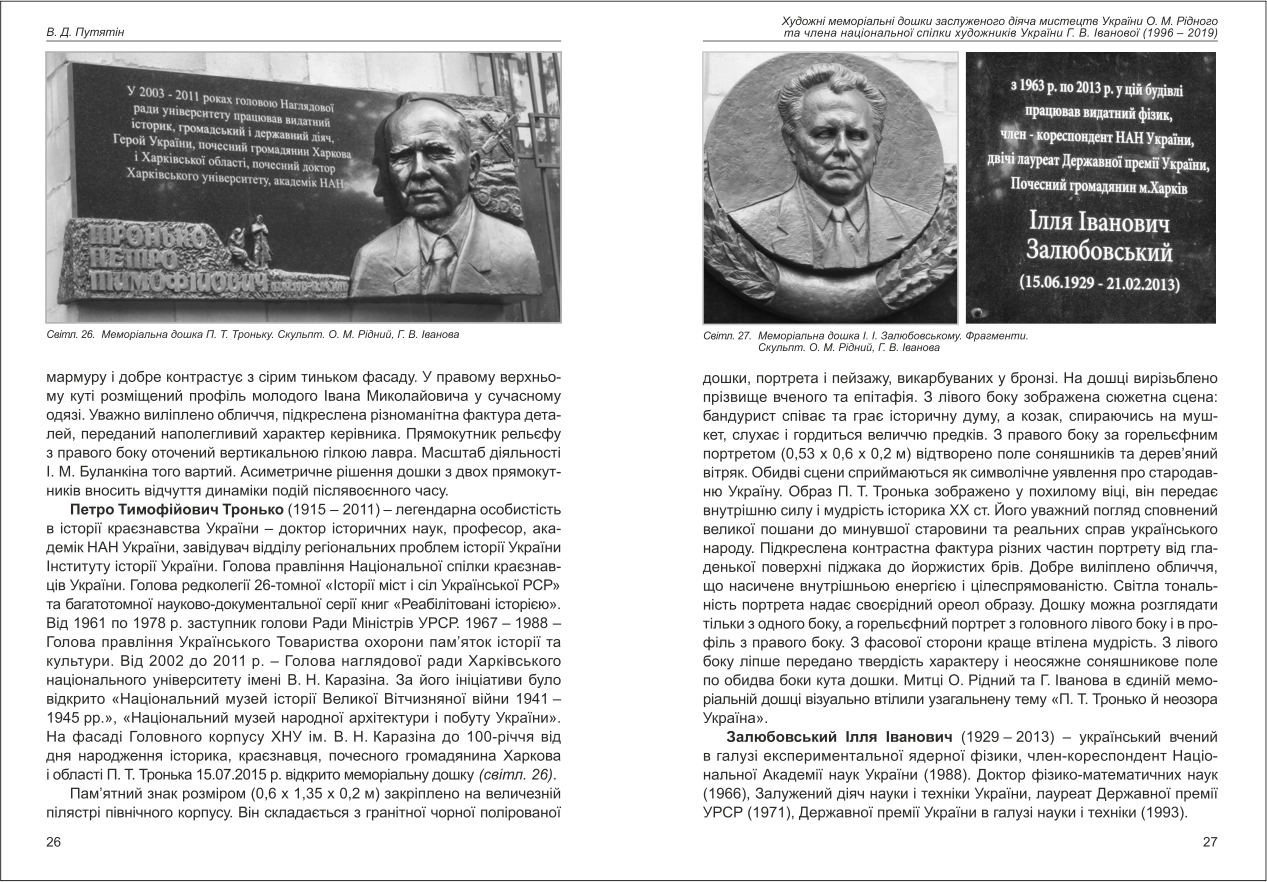 В. Д. Путятін
У 2003 - 2011 роках головою Наглядової
ради університету працював видатний
історик, громадський і державний діяч,
Герой України, почесний громадянин Харкова
і Харківської області, почесний доктор
Харківського університету, академік НАН
ТРОНЬКО
ПЕТРО
ТИМОФІЙОВИЧ
Світл. 26. Меморіальна дошка П. Т. Троньку. Скульпт. О. М. Рідний, Г. В. Іванова
мармуру і добре контрастує з сірим тиньком фасаду. У правому верхньо-
му куті розміщений профіль молодого Івана Миколайовича у сучасному
одязі. Уважно виліплено обличчя, підкреслена різноманітна фактура дета-
лей, переданий наполегливий характер керівника. Прямокутник рельєфу
з правого боку оточений вертикальною гілкою лавра. Масштаб діяльності
І. М. Буланкіна того вартий. Асиметричне рішення дошки з двох прямокут-
ників вносить відчуття динаміки подій післявоєнного часу.
Петро Тимофійович Тронько (1915 – 2011) – легендарна особистість
в історії краєзнавства України – доктор історичних наук, професор, ака-
демік НАН України, завідувач відділу регіональних проблем історії України
Інституту історії України. Голова правління Національної спілки краєзнав-
ців України. Голова редколегії 26-томної «Історії міст і сіл Української РСР»
та багатотомної науково-документальної серії книг «Реабілітовані історією».
Від 1961 по 1978 р. заступник голови Ради Міністрів УРСР. 1967 – 1988 –
Голова правління Українського Товариства охорони пам’яток історії та
культури. Від 2002 до 2011 р. – Голова наглядової ради Харківського
національного університету імені В. Н. Каразіна. За його ініціативи було
відкрито «Національний музей історії Великої Вітчизняної війни 1941 –
1945 рр.», «Національний музей народної архітектури і побуту України».
На фасаді Головного корпусу ХНУ ім. В. Н. Каразіна до 100-річчя від
дня народження історика, краєзнавця, почесного громадянина Харкова
і області П. Т. Тронька 15.07.2015 р. відкрито меморіальну дошку (світл. 26).
Пам’ятний знак розміром (0,6 х 1,35 х 0,2 м) закріплено на величезній
пілястрі північного корпусу. Він складається з гранітної чорної полірованої
26
Художні меморіальні дошки заслуженого діяча мистецтв України О. М. Рідного
та члена національної спілки художників України Г. В. Іванової (1996 – 2019)
з 1963 р. по 2013 р. у цій будівлі
працював видатний фізик,
член - кореспондент НАН України,
двічі лауреат Державної премії України,
Почесний громадянин м.Харків
Ілля Іванович
Залюбовський
(15.06.1929 - 21.02.2013)
Світл. 27. Меморіальна дошка І. І. Залюбовському. Фрагменти.
Скульпт. О. М. Рідний, Г. В. Іванова
дошки, портрета і пейзажу, викарбуваних у бронзі. На дошці вирізьблено
прізвище вченого та епітафія. З лівого боку зображена сюжетна сцена:
бандурист співає та грає історичну думу, а козак, спираючись на муш-
кет, слухає і гордиться величчю предків. З правого боку за горельєфним
портретом (0,53 х 0,6 х 0,2 м) відтворено поле соняшників та дерев’яний
вітряк. Обидві сцени сприймаються як символічне уявлення про стародав-
ню Україну. Образ П. Т. Тронька зображено у похилому віці, він передає
внутрішню силу і мудрість історика ХХ ст. Його уважний погляд сповнений
великої пошани до минувшої старовини та реальних справ українського
народу. Підкреслена контрастна фактура різних частин портрету від гла-
денької поверхні піджака до йоржистих брів. Добре виліплено обличчя,
що насичене внутрішньою енергією і цілеспрямованістю. Світла тональ-
ність портрета надає своєрідний ореол образу. Дошку можна розглядати
тільки з одного боку, а горельєфний портрет з головного лівого боку і в про-
філь з правого боку. З фасової сторони краще втілена мудрість. З лівого
боку ліпше передано твердість характеру і неосяжне соняшникове поле
по обидва боки кута дошки. Митці О. Рідний та Г. Іванова в єдиній мемо-
ріальній дошці візуально втілили узагальнену тему «П. Т. Тронько й неозора
Україна».
Залюбовський Ілля Іванович (1929 – 2013) – український вчений
в галузі експериментальної ядерної фізики, член-кореспондент Націо-
нальної Академії наук України (1988). Доктор фізико-математичних наук
(1966), Залужений діяч науки і техніки України, лауреат Державної премії
УРСР (1971), Державної премії України в галузі науки і техніки (1993).
27